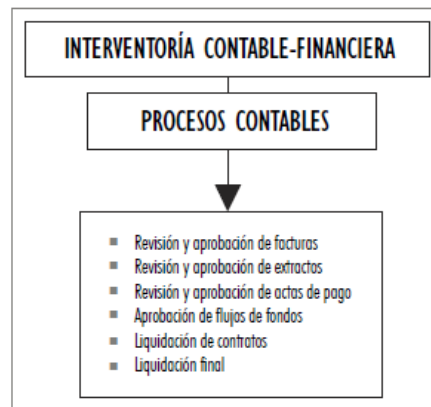 INTERVENTORÍA CONTABLE-FINANCIERA
PROCESOS CONTABLES
Revisión y aprobación de facturas
Revisión y aprobación de extractos
Revisión y aprobación de actas de pago
Aprobación de flujos de fondos
Liquidación de contratos
Liquidación final